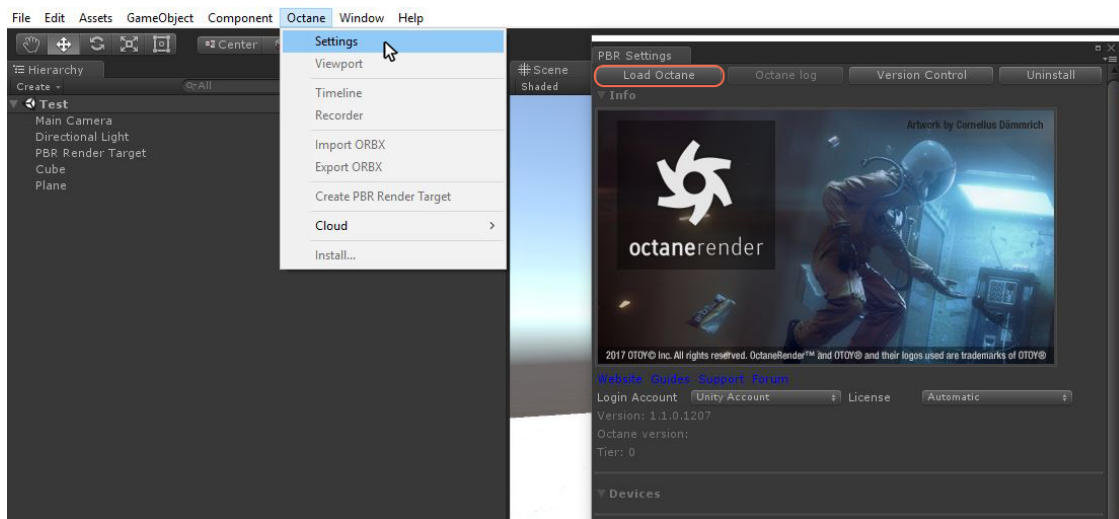 File Edit Assets GameObject Component Octane Window Help
Center
Settings
Viewport
Timeline
Recorder
Import ORBX
Export ORBX
Create PBR Render Target
Cloud >
Install...
Hierarchy
Create All
Test
Main Camera
Directional Light
PBR Render Target
Cube
Plane
Scene
Shaded
PBR Settings
Load Octane Octane log Version Control Uninstall
Info
Artwork by Cornelius Dämmrich
octanerender
2017 OTOY© Inc. All rights reserved. OctaneRender™ and OTOY® and their logos used are trademarks of OTOY®
Website Guides Support Forum
Login Account Unity Account License Automatic
Version: 1.1.0.1207
Octane version:
Tier: 0
Devices